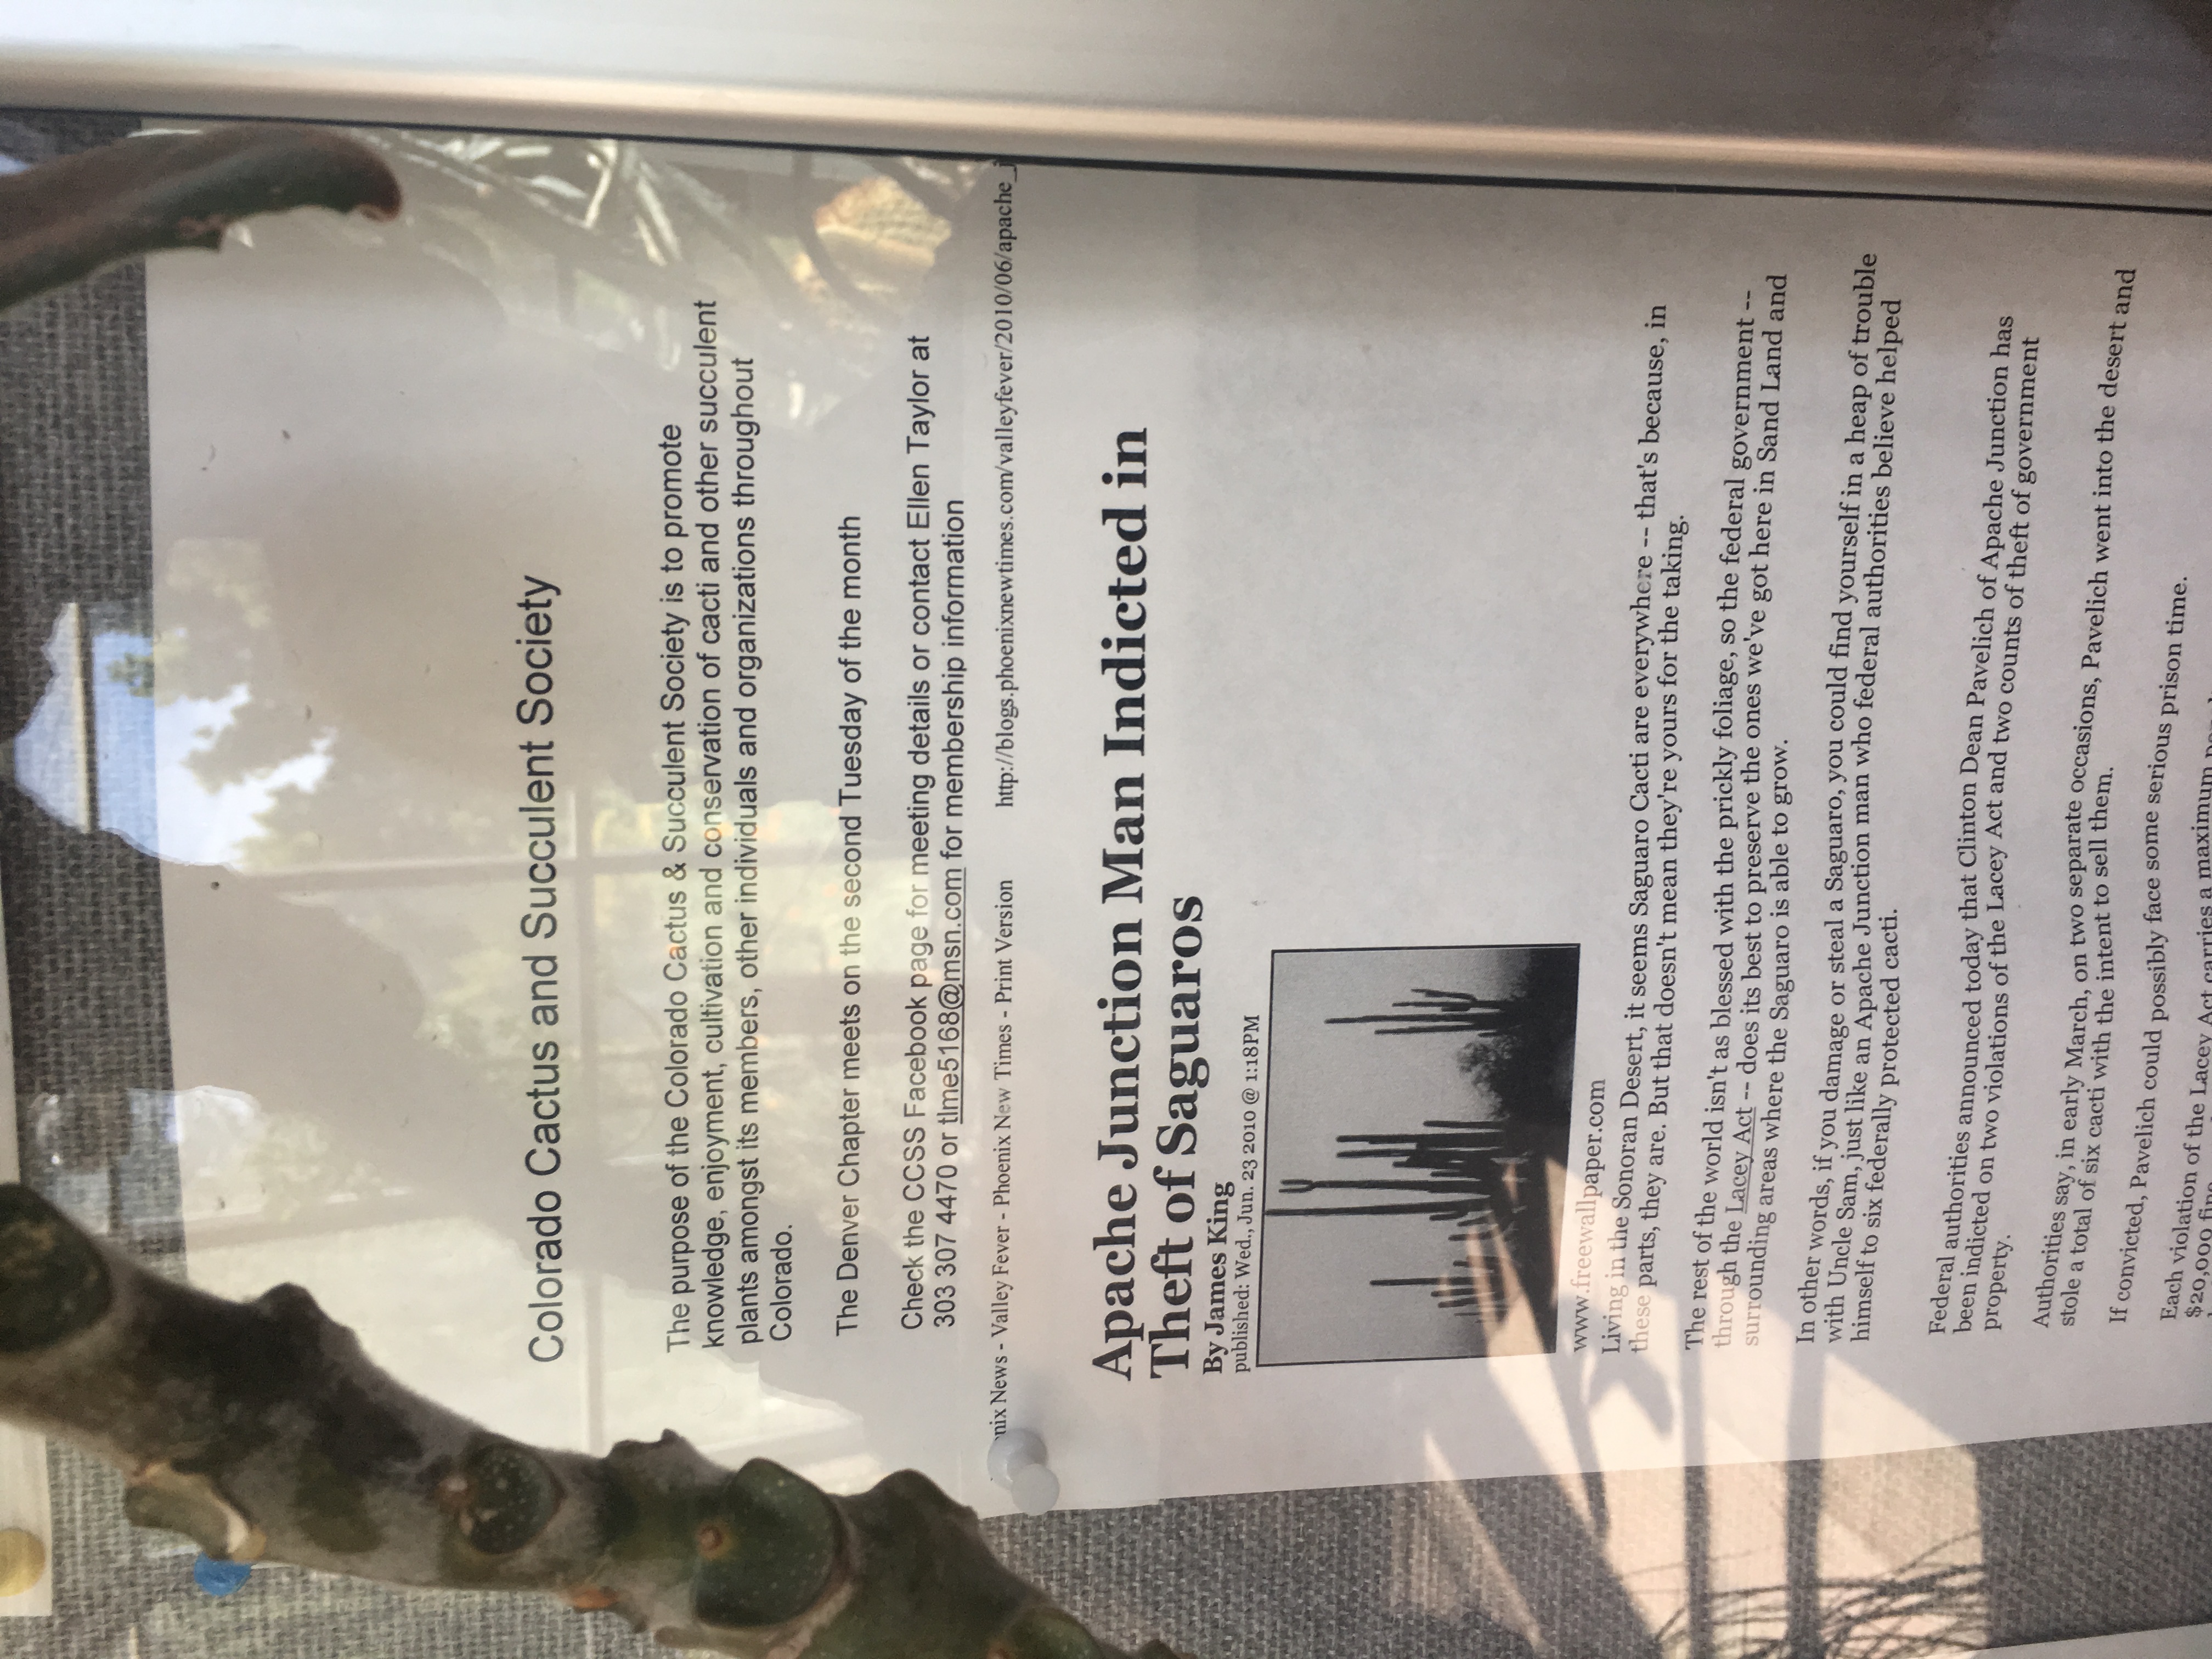 Colorado Cactus and Succulent Society
The purpose of the Colorado Cactus & Succulent Society is to promote
knowledge, enjoyment, cultivation and conservation of cacti and other succulent
plants amongst its members, other individuals and organizations throughout
Colorado.
The Denver Chapter meets on the second Tuesday of the month
Check the CCSS Facebook page for meeting details or contact Ellen Taylor at
303 307 4470 or tlme5168@msn.com for membership information
nix News - Valley Fever - Phoenix New Times - Print Version http://blogs.phoenixnewtimes.com/valleyfever/2010/06/apache_j
Apache Junction Man Indicted in
Theft of Saguaros
By James King
published: Wed., Jun. 23 2010 @ 1:18PM
www.freewallpaper.com
Living in the Sonoran Desert, it seems Saguaro Cacti are everywhere -- that's because, in
these parts, they are. But that doesn't mean they're yours for the taking.
The rest of the world isn't as blessed with the prickly foliage, so the federal government --
through the Lacey Act -- does its best to preserve the ones we've got here in Sand Land and
surrounding areas where the Saguaro is able to grow.
In other words, if you damage or steal a Saguaro, you could find yourself in a heap of trouble
with Uncle Sam, just like an Apache Junction man who federal authorities believe helped
himself to six federally protected cacti.
Federal authorities announced today that Clinton Dean Pavelich of Apache Junction has
been indicted on two violations of the Lacey Act and two counts of theft of government
property.
Authorities say, in early March, on two separate occasions, Pavelich went into the desert and
stole a total of six cacti with the intent to sell them.
If convicted, Pavelich could possibly face some serious prison time.
Each violation of the Lacey Act carries a maximum
$20,000 fine